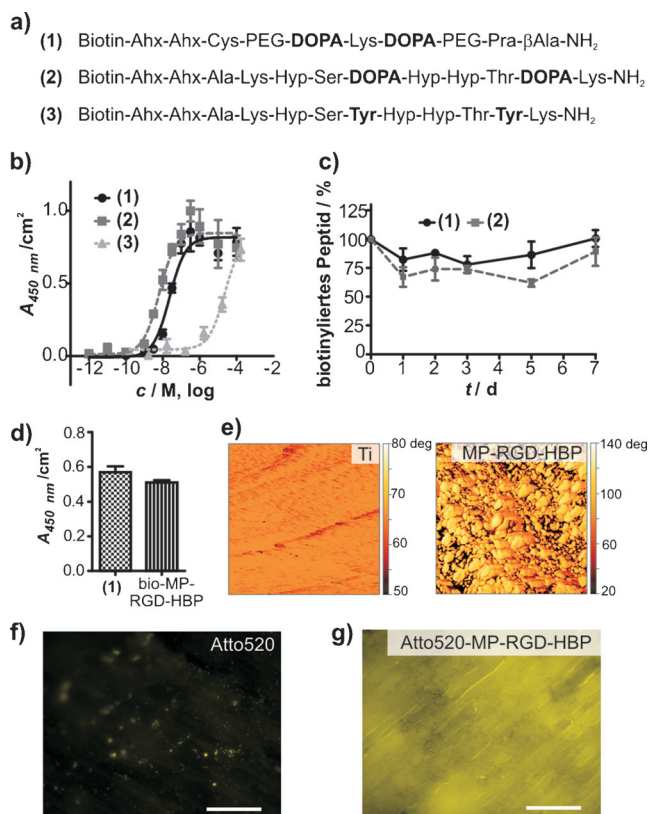 a)
(1) Biotin-Ahx-Ahx-Cys-PEG-DOPA-Lys-DOPA-PEG-Pra-βAla-NH₂
(2) Biotin-Ahx-Ahx-Ala-Lys-Hyp-Ser-DOPA-Hyp-Hyp-Thr-DOPA-Lys-NH₂
(3) Biotin-Ahx-Ahx-Ala-Lys-Hyp-Ser-Tyr-Hyp-Hyp-Thr-Tyr-Lys-NH₂
b)
(1)
(2)
(3)
1.0
0.5
0.0
A450 nm /cm²
-12 -10 -8 -6 -4 -2
c / M, log
c)
(1) (2)
125
100
75
50
25
0
biotinyliertes Peptid / %
0 1 2 3 4 5 6 7
t / d
d)
0.8
0.6
0.4
0.2
0.0
A450 nm /cm²
(1) bio-MP-
RGD-HBP
e)
Ti
80 deg
70
60
50
MP-RGD-HBP
140 deg
100
60
20
f)
Atto520
g)
Atto520-MP-RGD-HBP